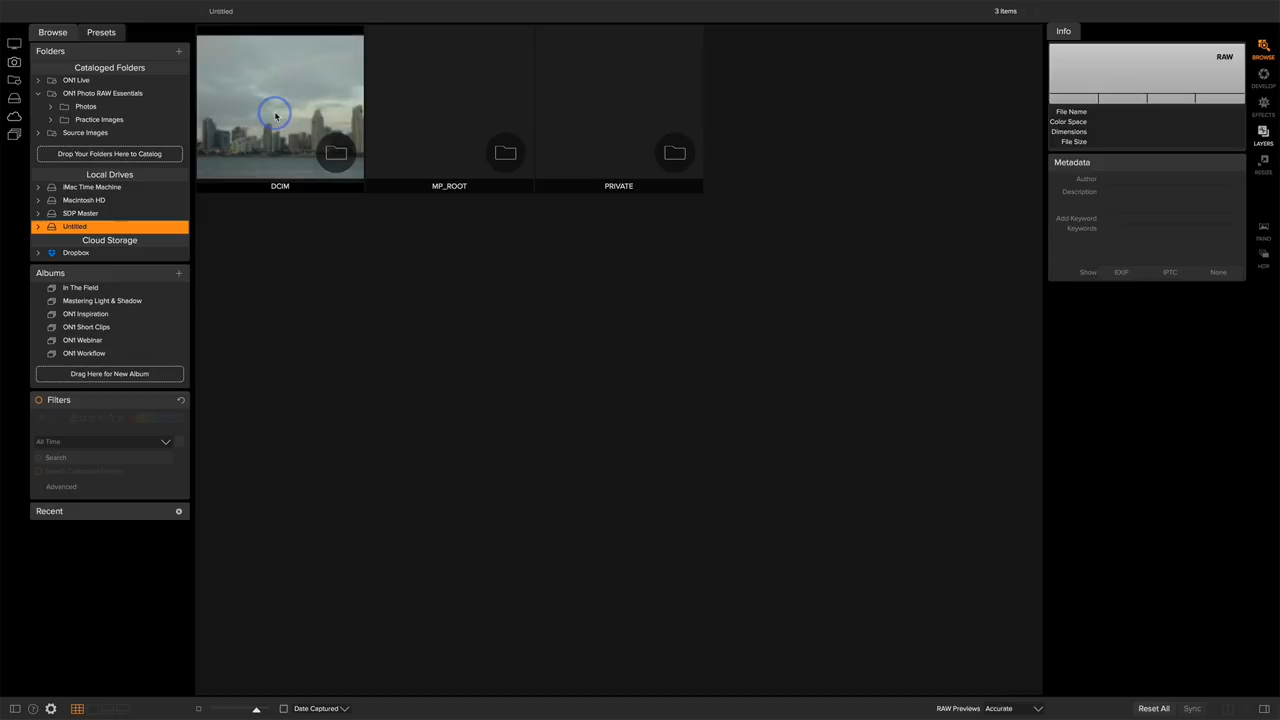 Untitled
3 items
Browse
Presets
Folders
Cataloged Folders
ON1 Live
ON1 Photo RAW Essentials
Photos
Practice Images
Source Images
Drop Your Folders Here to Catalog
Local Drives
iMac Time Machine
Macintosh HD
SDP Master
Untitled
Cloud Storage
Dropbox
Albums
In The Field
Mastering Light & Shadow
ON1 Inspiration
ON1 Short Clips
ON1 Webinar
ON1 Workflow
Drag Here for New Album
Filters
All Time
Search
Advanced
Recent
DCIM
MP_ROOT
PRIVATE
Info
RAW
File Name
Color Space
Dimensions
File Size
Metadata
Author
Description
Add Keyword
Keywords
Show
EXIF
IPTC
None
BROWSE
DEVELOP
EFFECTS
LAYERS
RESIZE
PANO
HDR
Date Captured
RAW Previews
Accurate
Reset All
Sync